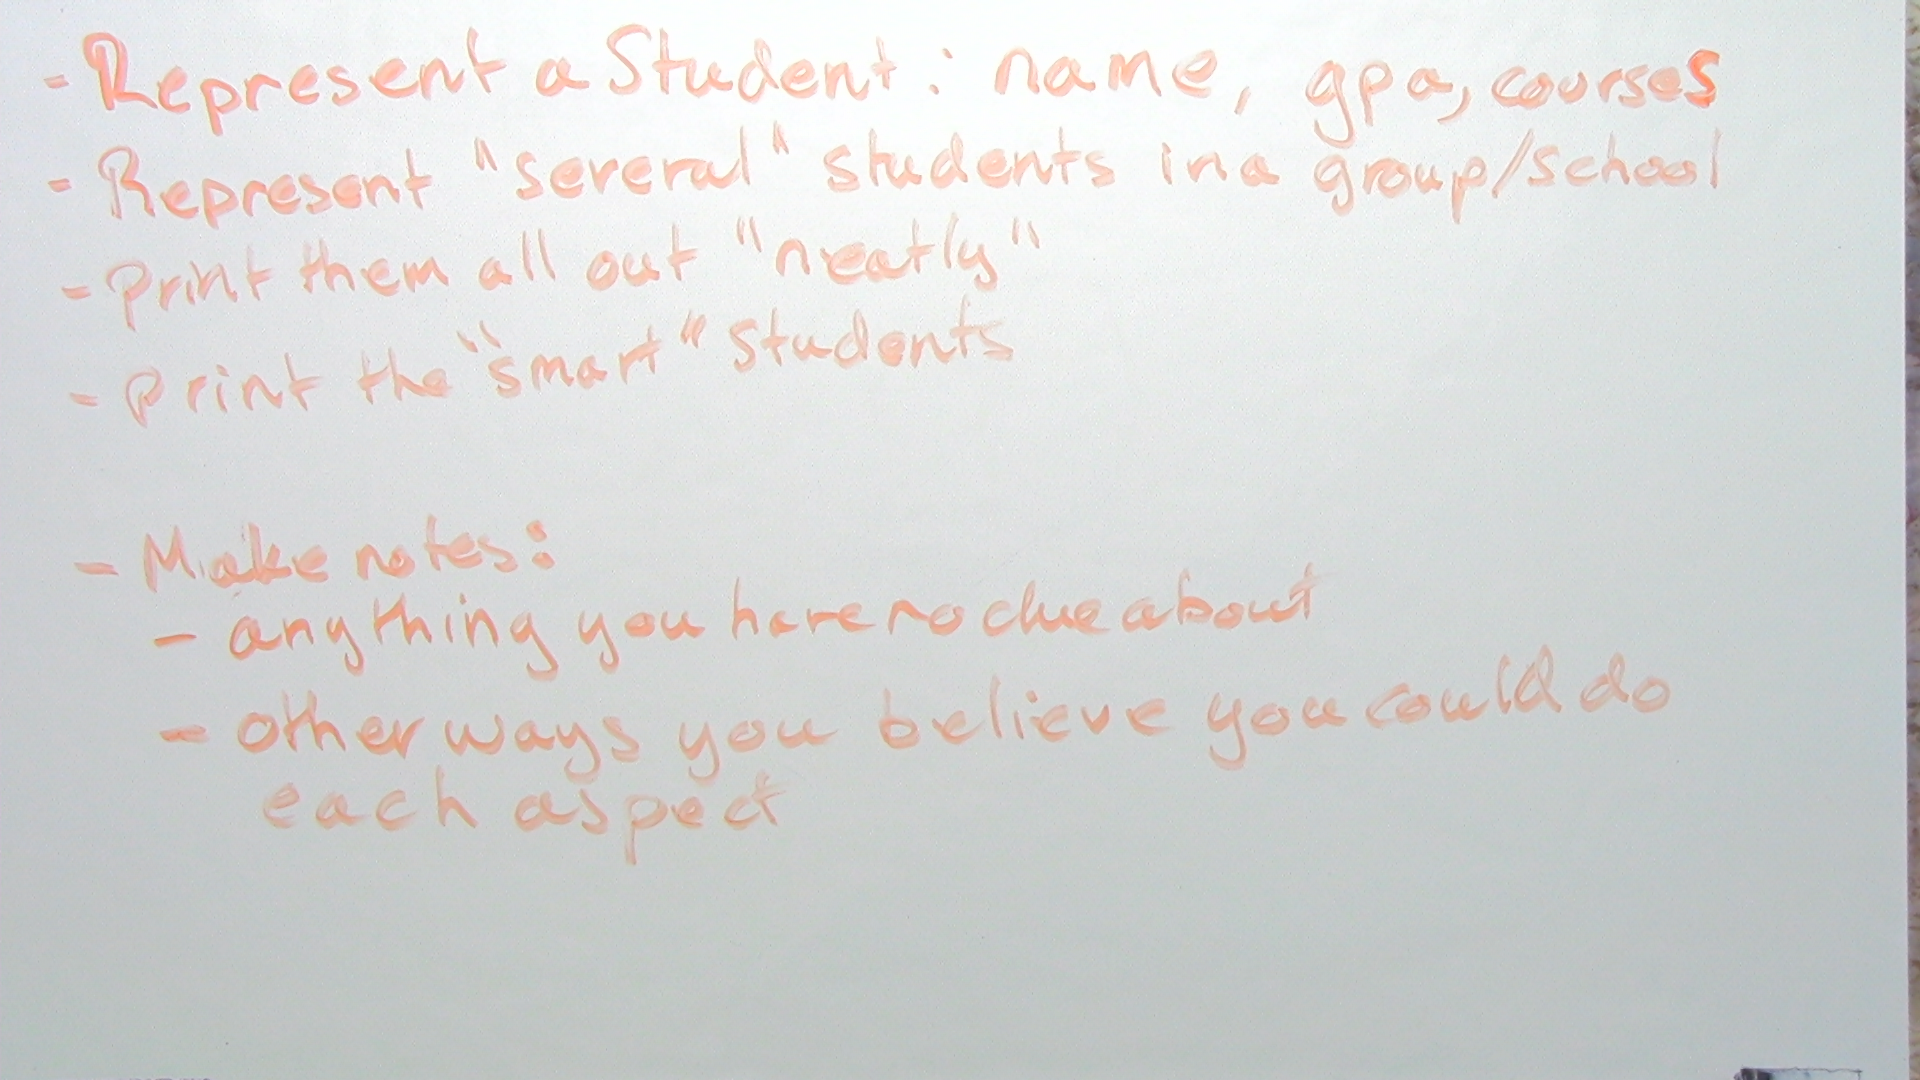 - Represent a Student: name, gpa, courses
- Represent "several" students in a group/school
- Print them all out "neatly"
- Print the "smart" students
- Make notes:
- anything you have no clue about
- other ways you believe you could do
each aspect